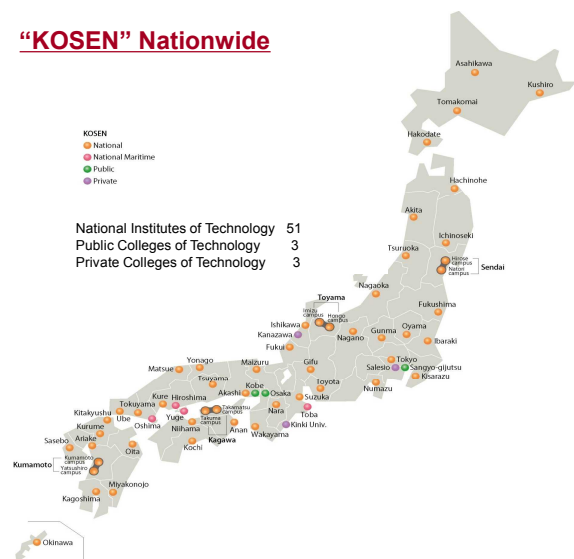 “KOSEN” Nationwide
KOSEN
National
National Maritime
Public
Private
National Institutes of Technology 51
Public Colleges of Technology 3
Private Colleges of Technology 3
Asahikawa
Kushiro
Tomakomai
Hakodate
Hachinohe
Akita
Ichinoseki
Tsuruoka
Hirose
campus
Natori
campus
Sendai
Nagaoka
Toyama
Imizu
campus
Hongo
campus
Fukushima
Ishikawa
Kanazawa
Fukui
Nagano
Gunma
Oyama
Ibaraki
Matsue
Yonago
Maizuru
Gifu
Tokyo
Salesio
Sangyo-gijutsu
Kisarazu
Tsuyama
Toyota
Numazu
Kobe
Akashi
Osaka
Suzuka
Tokuyama
Kure
Hiroshima
Takamatsu
campus
Nara
Toba
Kitakyushu
Ube
Oshima
Yuge
Takuma
campus
Kinki Univ.
Kurume
Niihama
Anan
Wakayama
Sasebo
Ariake
Oita
Kochi
Kagawa
Kumamoto
campus
Kumamoto
Yatsushiro
campus
Miyakonojo
Kagoshima
Okinawa